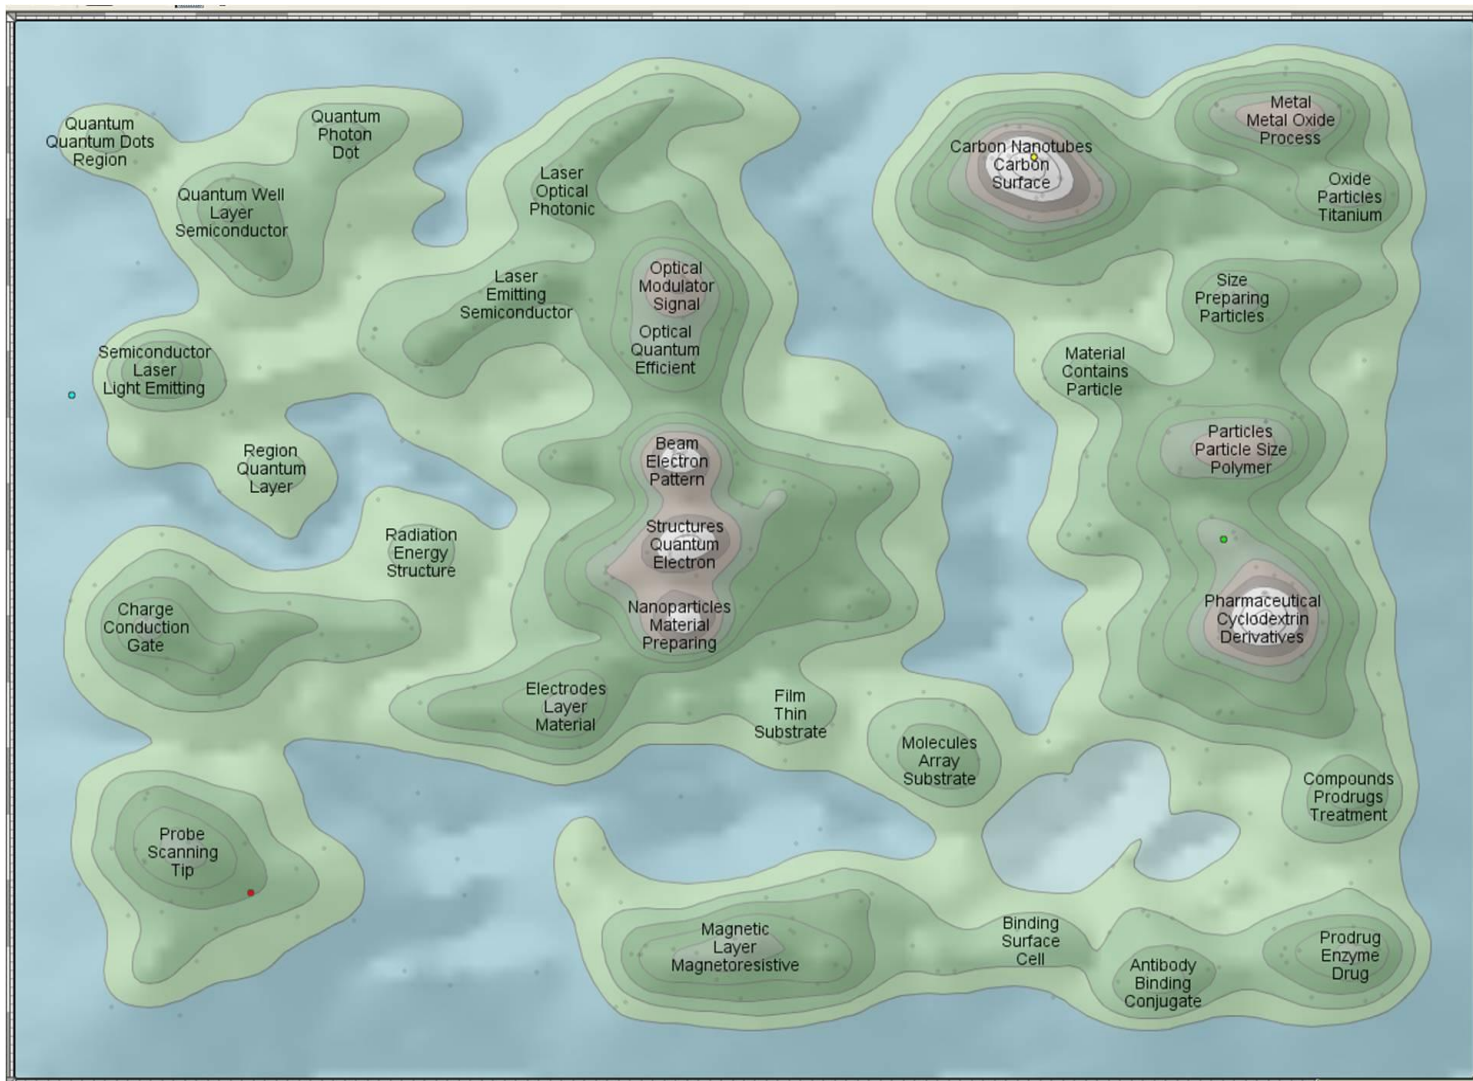 Quantum
Quantum Dots
Region
Quantum
Photon
Dot
Quantum Well
Layer
Semiconductor
Laser
Optical
Photonic
Carbon Nanotubes
Carbon
Surface
Metal
Metal Oxide
Process
Oxide
Particles
Titanium
Laser
Emitting
Semiconductor
Optical
Modulator
Signal
Optical
Quantum
Efficient
Size
Preparing
Particles
Semiconductor
Laser
Light Emitting
Material
Contains
Particle
Region
Quantum
Layer
Beam
Electron
Pattern
Particles
Particle Size
Polymer
Radiation
Energy
Structure
Structures
Quantum
Electron
Charge
Conduction
Gate
Nanoparticles
Material
Preparing
Pharmaceutical
Cyclodextrin
Derivatives
Electrodes
Layer
Material
Film
Thin
Substrate
Molecules
Array
Substrate
Compounds
Prodrugs
Treatment
Probe
Scanning
Tip
Magnetic
Layer
Magnetoresistive
Binding
Surface
Cell
Antibody
Binding
Conjugate
Prodrug
Enzyme
Drug